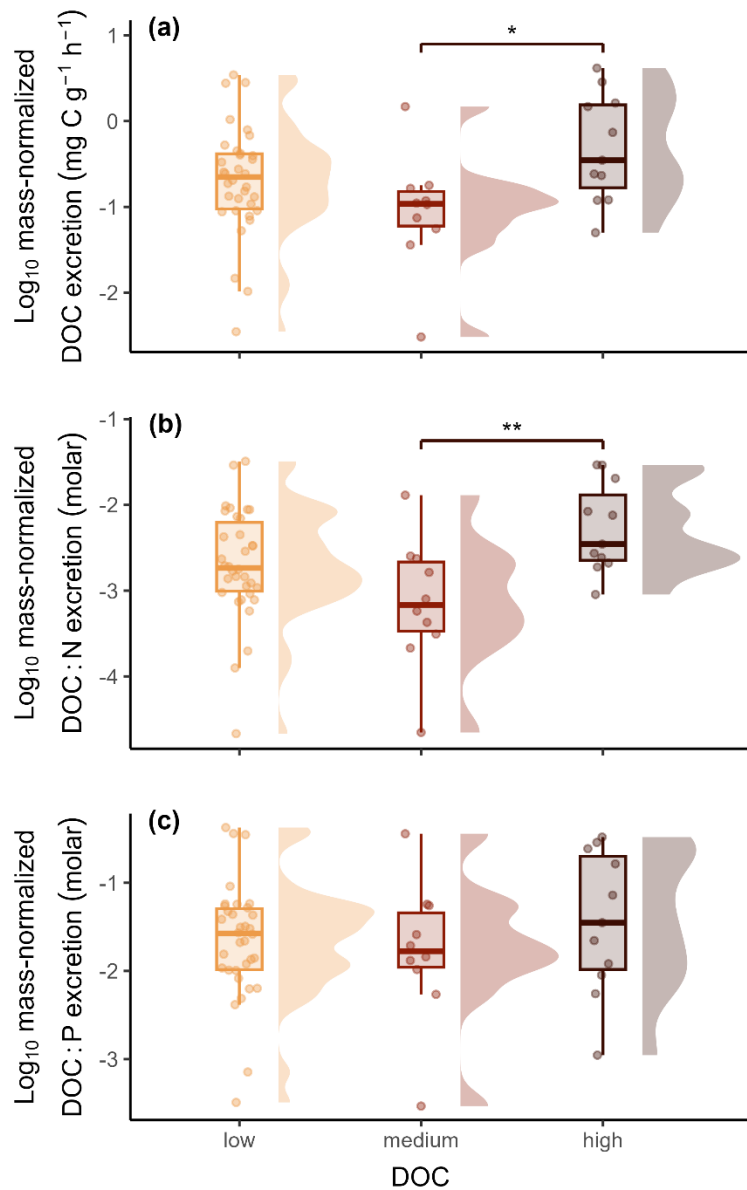 (a)
*
Log₁₀ mass-normalized
DOC excretion (mg C g⁻¹ h⁻¹)
1
0
-1
-2
(b)
**
Log₁₀ mass-normalized
DOC:N excretion (molar)
-1
-2
-3
-4
(c)
Log₁₀ mass-normalized
DOC:P excretion (molar)
-1
-2
-3
low medium high
DOC